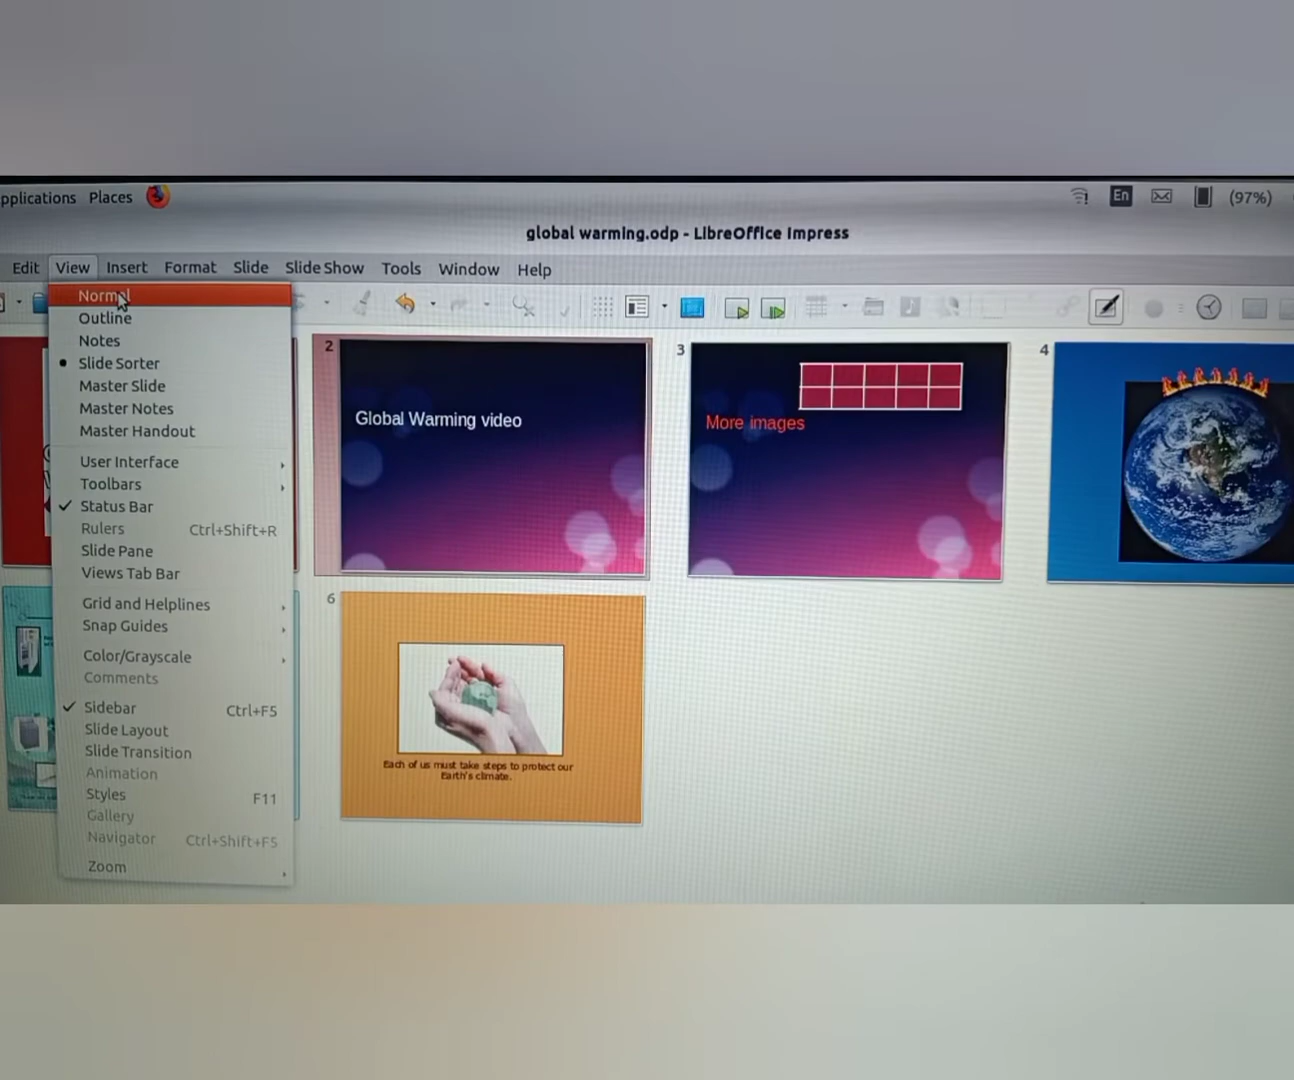 pplications Places
En
(97%)
global warming.odp - LibreOffice Impress
Edit View Insert Format Slide Slide Show Tools Window Help
Normal
Outline
Notes
Slide Sorter
Master Slide
Master Notes
Master Handout
User Interface
Toolbars
Status Bar
Rulers Ctrl+Shift+R
Slide Pane
Views Tab Bar
Grid and Helplines
Snap Guides
Color/Grayscale
Comments
Sidebar Ctrl+F5
Slide Layout
Slide Transition
Animation
Styles F11
Gallery
Navigator Ctrl+Shift+F5
Zoom
2
Global Warming video
3
More images
4
6
Each of us must take steps to protect our
Earth's climate.